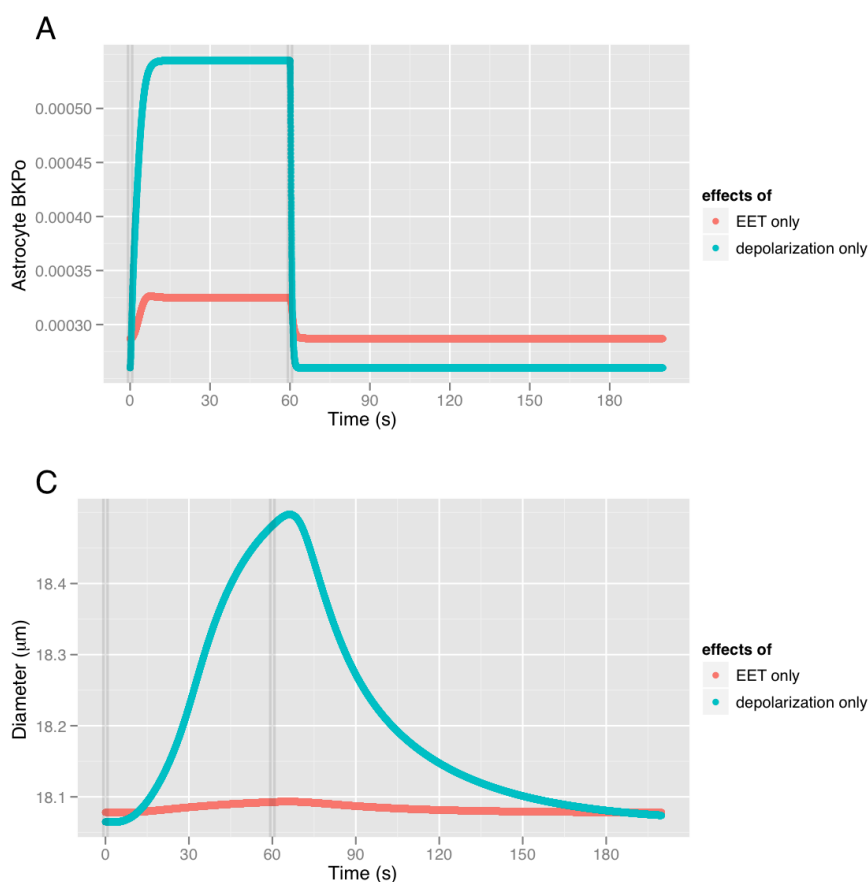 A
Astrocyte BKPo
0.00050
0.00045
0.00040
0.00035
0.00030
0
30
60
90
120
150
180
Time (s)
effects of
EET only
depolarization only
C
Diameter (μm)
18.4
18.3
18.2
18.1
0
30
60
90
120
150
180
Time (s)
effects of
EET only
depolarization only